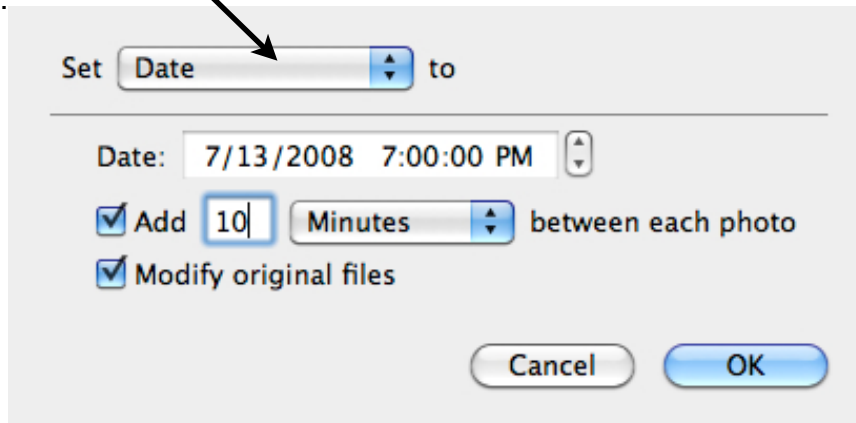 .
Set Date to
Date: 7/13/2008 7:00:00 PM
Add 10 Minutes between each photo
Modify original files
Cancel OK